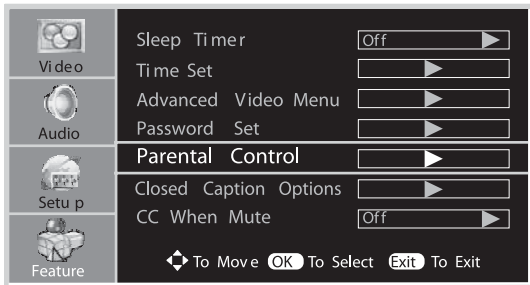 Video
Audio
Setup
Feature
Sleep Timer Off
Time Set
Advanced Video Menu
Password Set
Parental Control
Closed Caption Options
CC When Mute Off
To Move OK To Select Exit To Exit